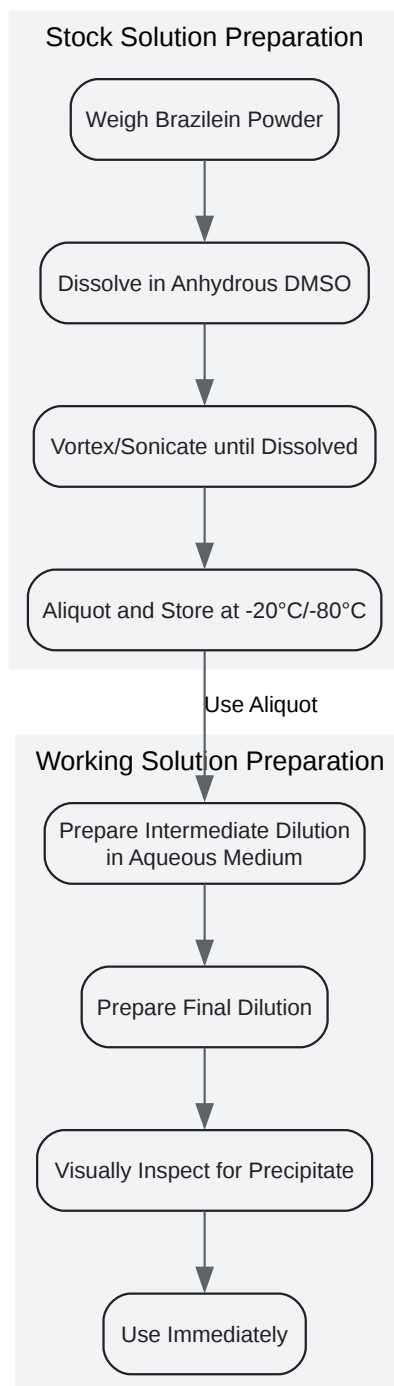 Stock Solution Preparation
Weigh Brazilein Powder
Dissolve in Anhydrous DMSO
Vortex/Sonicate until Dissolved
Aliquot and Store at -20°C/-80°C
Use Aliquot
Working Solution Preparation
Prepare Intermediate Dilution
in Aqueous Medium
Prepare Final Dilution
Visually Inspect for Precipitate
Use Immediately